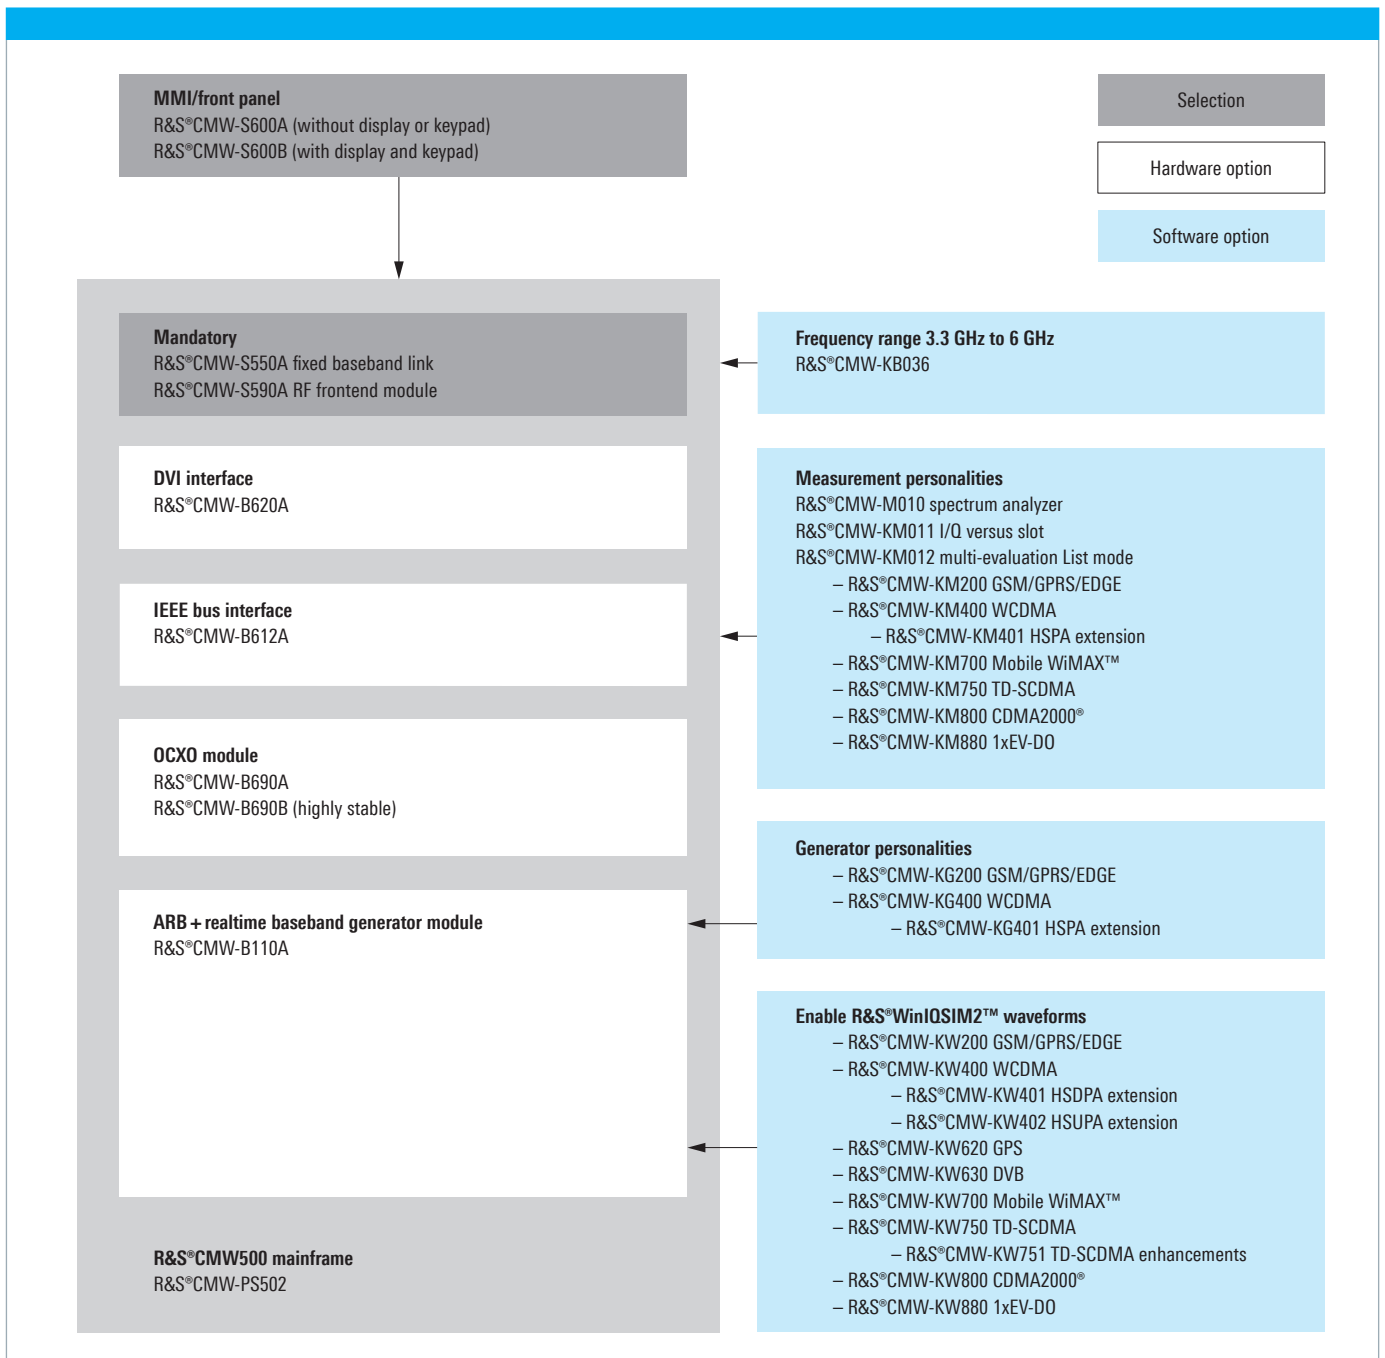 MMI/front panel
R&S®CMW-S600A (without display or keypad)
R&S®CMW-S600B (with display and keypad)
Selection
Hardware option
Software option
Mandatory
R&S®CMW-S550A fixed baseband link
R&S®CMW-S590A RF frontend module
DVI interface
R&S®CMW-B620A
IEEE bus interface
R&S®CMW-B612A
OCXO module
R&S®CMW-B690A
R&S®CMW-B690B (highly stable)
ARB + realtime baseband generator module
R&S®CMW-B110A
R&S®CMW500 mainframe
R&S®CMW-PS502
Frequency range 3.3 GHz to 6 GHz
R&S®CMW-KB036
Measurement personalities
R&S®CMW-M010 spectrum analyzer
R&S®CMW-KM011 I/Q versus slot
R&S®CMW-KM012 multi-evaluation List mode
– R&S®CMW-KM200 GSM/GPRS/EDGE
– R&S®CMW-KM400 WCDMA
– R&S®CMW-KM401 HSPA extension
– R&S®CMW-KM700 Mobile WiMAX™
– R&S®CMW-KM750 TD-SCDMA
– R&S®CMW-KM800 CDMA2000®
– R&S®CMW-KM880 1xEV-DO
Generator personalities
– R&S®CMW-KG200 GSM/GPRS/EDGE
– R&S®CMW-KG400 WCDMA
– R&S®CMW-KG401 HSPA extension
Enable R&S®WinIQSIM2™ waveforms
– R&S®CMW-KW200 GSM/GPRS/EDGE
– R&S®CMW-KW400 WCDMA
– R&S®CMW-KW401 HSDPA extension
– R&S®CMW-KW402 HSUPA extension
– R&S®CMW-KW620 GPS
– R&S®CMW-KW630 DVB
– R&S®CMW-KW700 Mobile WiMAX™
– R&S®CMW-KW750 TD-SCDMA
– R&S®CMW-KW751 TD-SCDMA enhancements
– R&S®CMW-KW800 CDMA2000®
– R&S®CMW-KW880 1xEV-DO